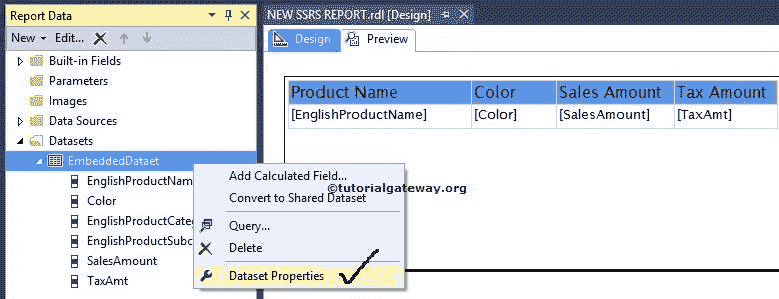 Report Data
New Edit...
Built-in Fields
Parameters
Images
Data Sources
Datasets
EmbeddedDataet
EnglishProductNam
Color
EnglishProductCateg
EnglishProductSubc
SalesAmount
TaxAmt
Add Calculated Field...
Convert to Shared Dataset
Query...
Delete
Dataset Properties
©tutorialgateway.org
NEW SSRS REPORT.rdl [Design]
Design Preview
Product Name Color Sales Amount Tax Amt
[EnglishProductName] [Color] [SalesAmount] [TaxAmt]